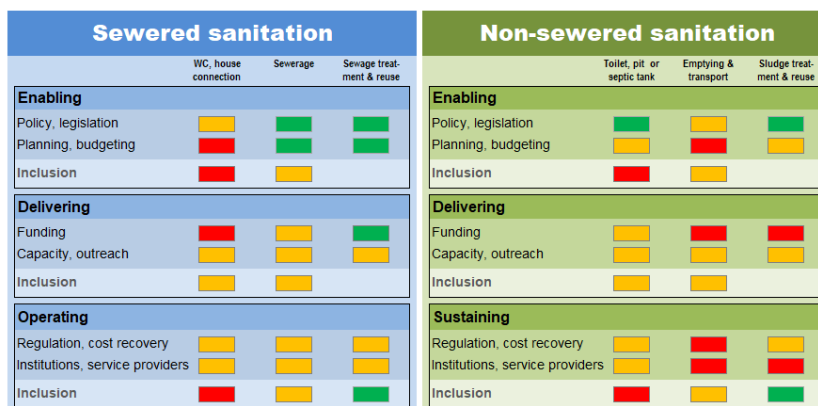 Sewered sanitation
WC, house
connection
Sewerage
Sewage treat-
ment & reuse
Enabling
Policy, legislation
Planning, budgeting
Inclusion
Delivering
Funding
Capacity, outreach
Inclusion
Operating
Regulation, cost recovery
Institutions, service providers
Inclusion
Non-sewered sanitation
Toilet, pit or
septic tank
Emptying &
transport
Sludge treat-
ment & reuse
Enabling
Policy, legislation
Planning, budgeting
Inclusion
Delivering
Funding
Capacity, outreach
Inclusion
Sustaining
Regulation, cost recovery
Institutions, service providers
Inclusion